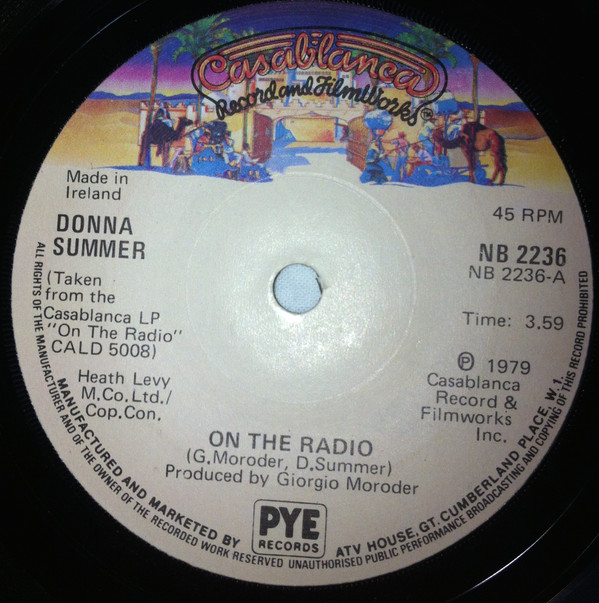 Casablanca
Record and FilmWorks™
Made in
Ireland
45 RPM
DONNA
SUMMER
NB 2236
NB 2236-A
(Taken
from the
Casablanca LP
"On The Radio"
CALD 5008)
Time: 3.59
Heath Levy
M.Co.Ltd./
Cop.Con.
Ⓟ 1979
Casablanca
Record &
Filmworks
Inc.
ON THE RADIO
(G.Moroder, D.Summer)
Produced by Giorgio Moroder
MANUFACTURED AND MARKETED BY
PYE
RECORDS
ATV HOUSE, GT. CUMBERLAND PLACE, W.1.
ALL RIGHTS OF THE MANUFACTURER AND OF THE OWNER OF THE RECORDED WORK RESERVED UNAUTHORISED PUBLIC PERFORMANCE BROADCASTING AND COPYING OF THIS RECORD PROHIBITED